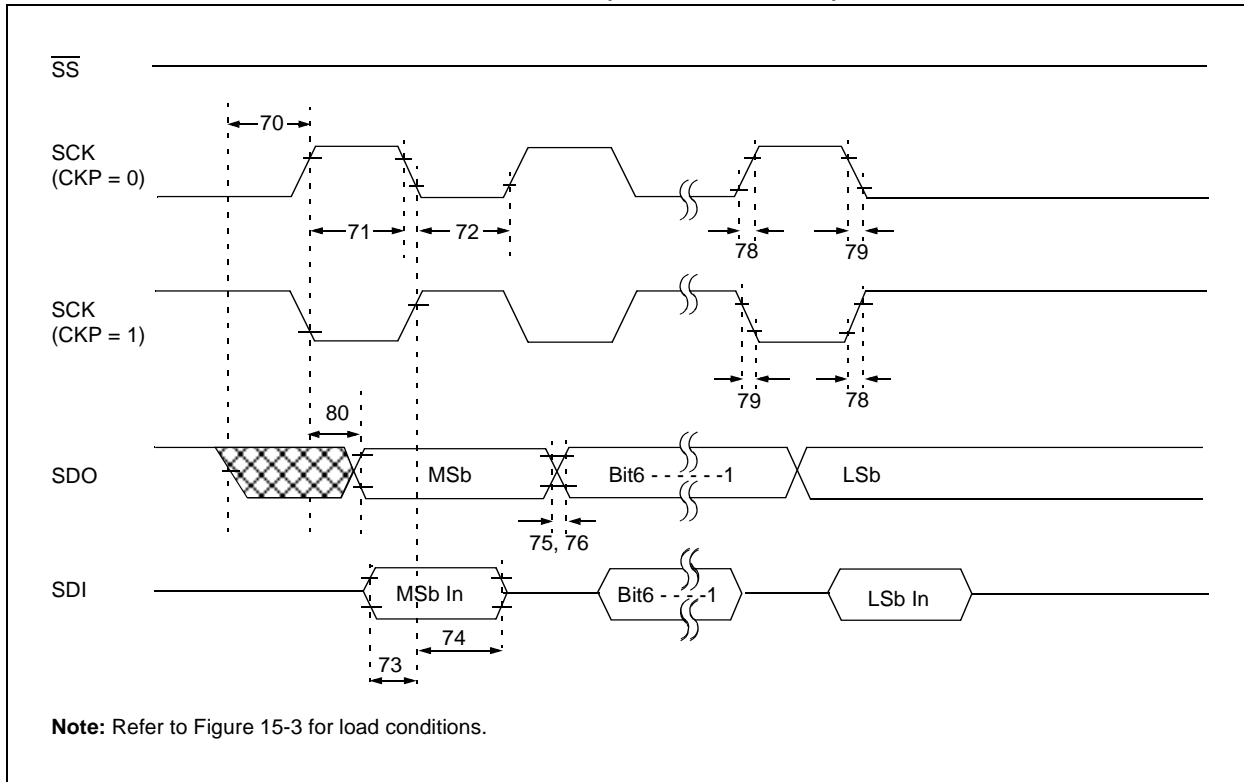 SS
70
SCK
(CKP = 0)
71
72
78
79
SCK
(CKP = 1)
79
78
80
SDO
MSb
Bit6 - - - - - - -1
LSb
75, 76
SDI
MSb In
Bit6 - - - - -1
LSb In
74
73
Note: Refer to Figure 15-3 for load conditions.